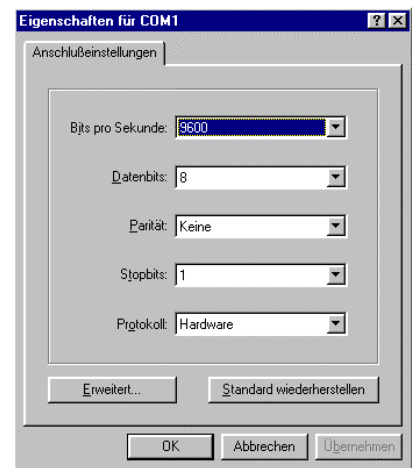 Eigenschaften für COM1
Anschlußeinstellungen
Bits pro Sekunde: 9600
Datenbits: 8
Parität: Keine
Stopbits: 1
Protokoll: Hardware
Erweitert... Standard wiederherstellen
OK Abbrechen Übernehmen